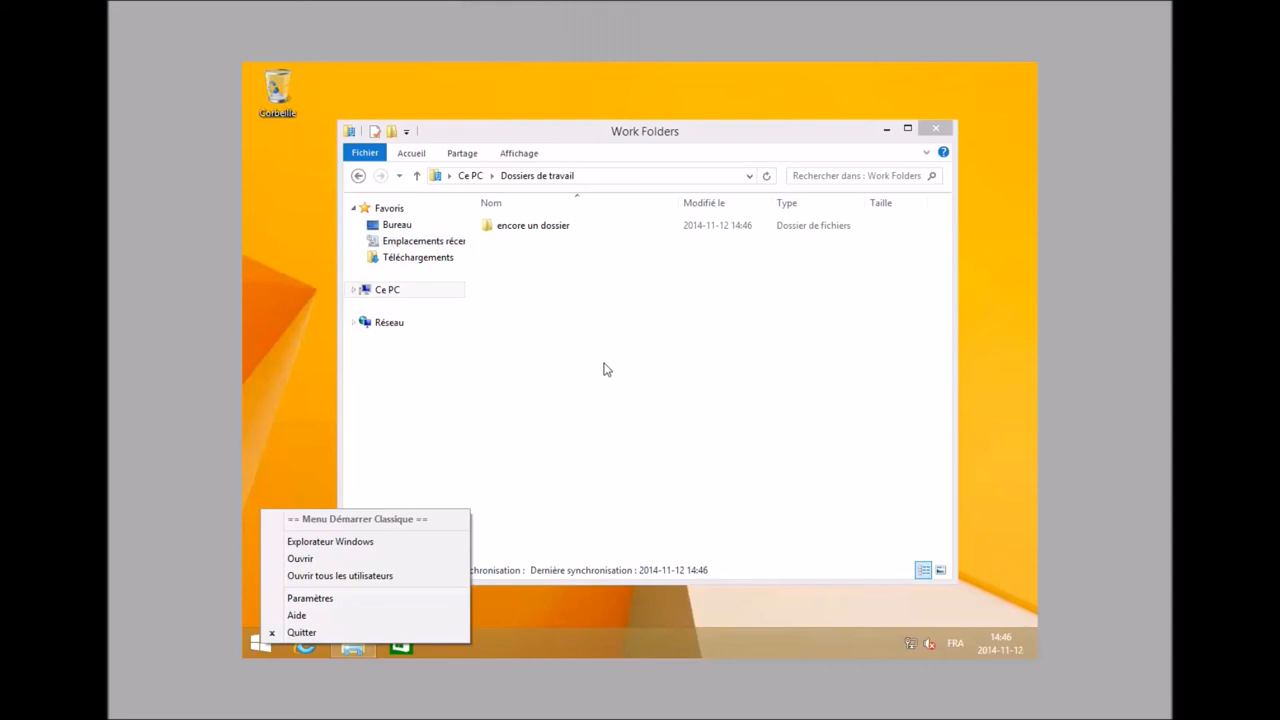 Corbeille
Work Folders
Fichier
Accueil
Partage
Affichage
Ce PC
Dossiers de travail
Rechercher dans : Work Folders
Nom
Modifié le
Type
Taille
Favoris
Bureau
Emplacements récer
Téléchargements
Ce PC
Réseau
encore un dossier
2014-11-12 14:46
Dossier de fichiers
== Menu Démarrer Classique ==
Explorateur Windows
Ouvrir
Ouvrir tous les utilisateurs
Paramètres
Aide
x Quitter
chronisation : Dernière synchronisation : 2014-11-12 14:46
FRA
14:46
2014-11-12